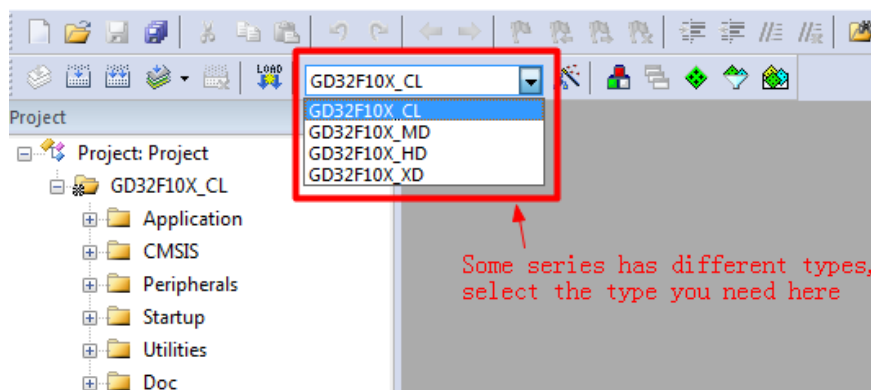 LOAD
GD32F10X_CL
GD32F10X_CL
GD32F10X_MD
GD32F10X_HD
GD32F10X_XD
Project
Project: Project
GD32F10X_CL
Application
CMSIS
Peripherals
Startup
Utilities
Doc
Some series has different types,
select the type you need here